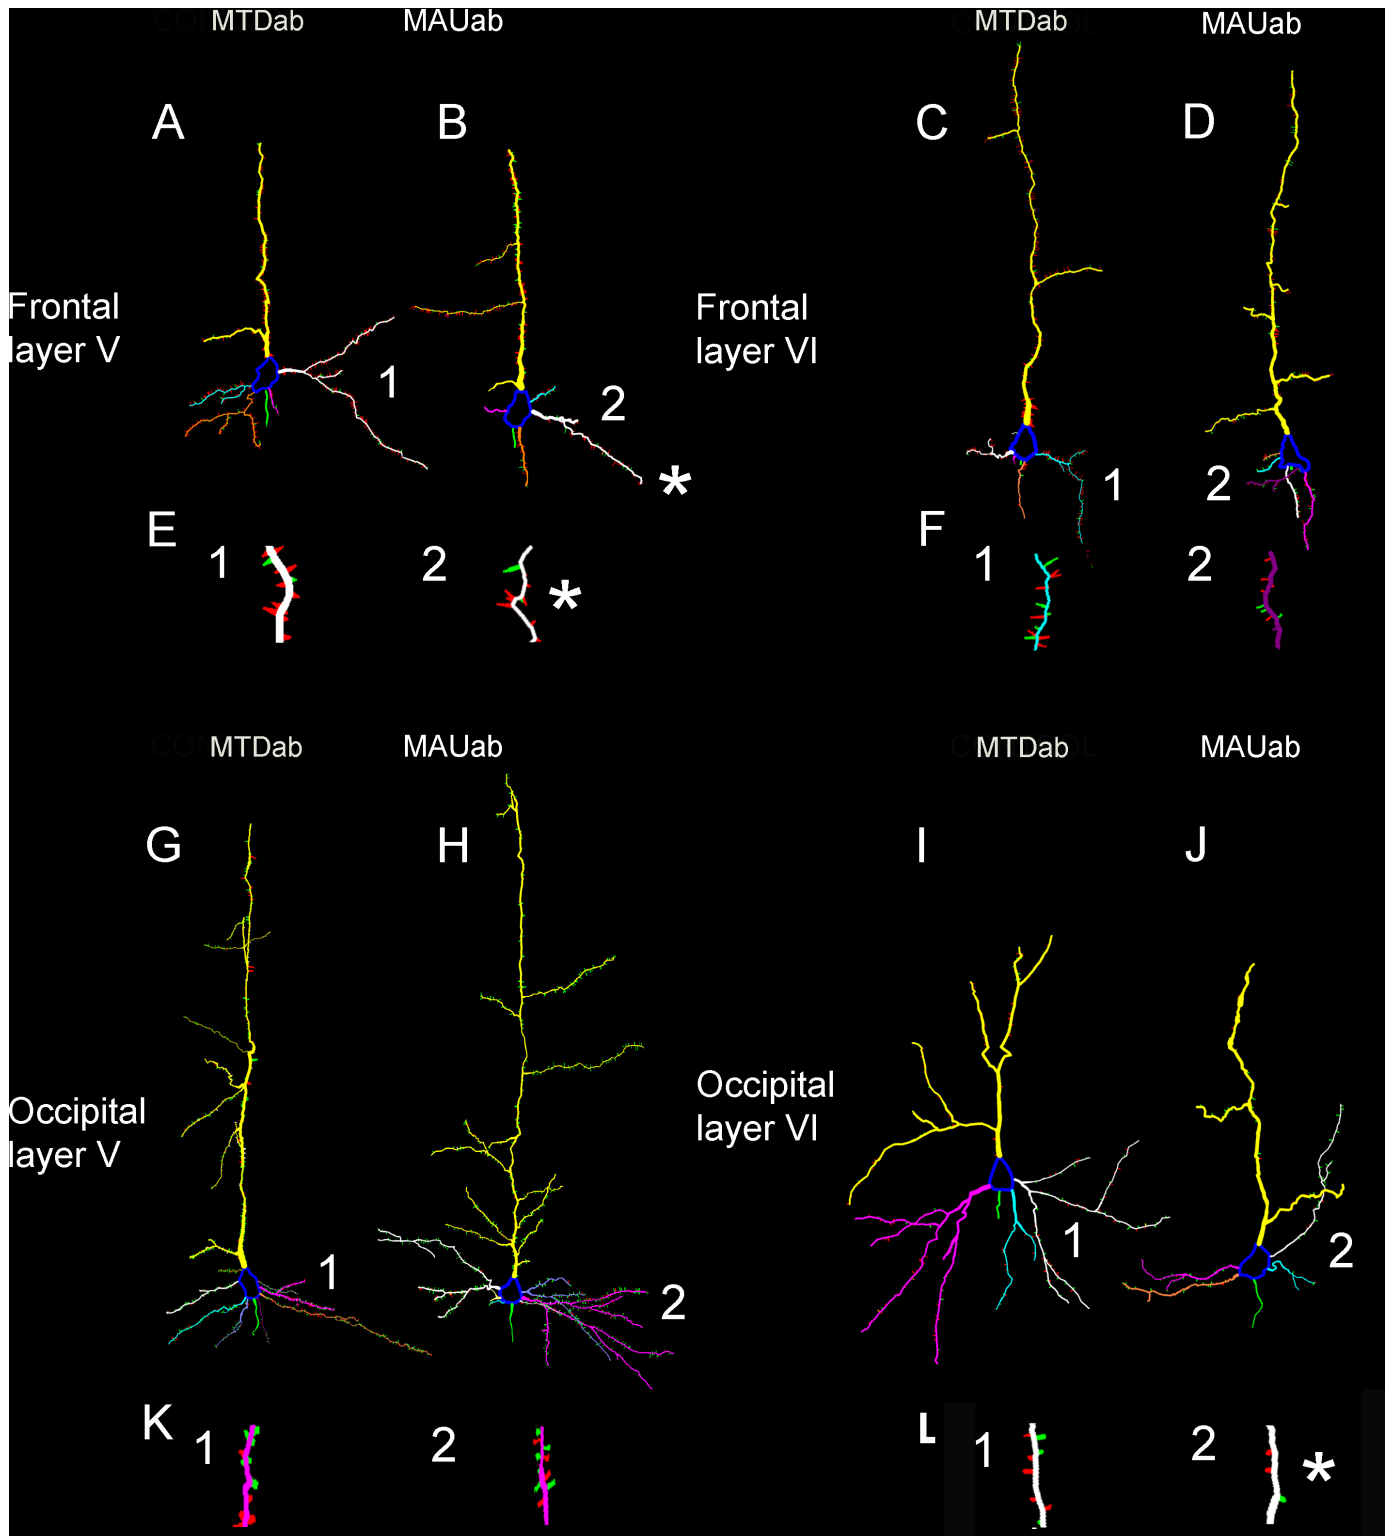 MTDab MAUab MTDab MAUab
A B C D
Frontal
layer V
Frontal
layer VI
1 2 * 1 2
E 1 2 * F 1 2
MTDab MAUab MTDab MAUab
G H I J
Occipital
layer V
Occipital
layer VI
1 2 1 2
K 1 2 L 1 2 *